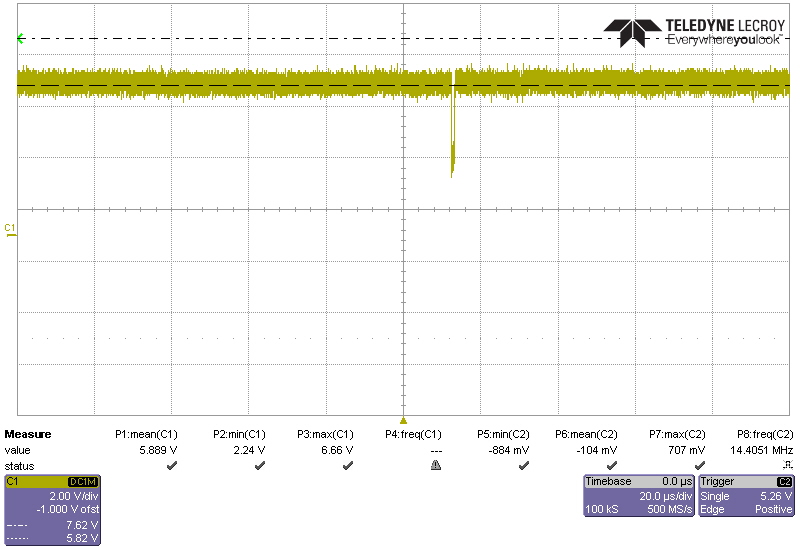 TELEDYNE LECROY
Everywhereyoulook™
C1
Measure P1:mean(C1) P2:min(C1) P3:max(C1) P4:freq(C1) P5:min(C2) P6:mean(C2) P7:max(C2) P8:freq(C2)
value 5.889 V 2.24 V 6.66 V --- -884 mV -104 mV 707 mV 14.4051 MHz
status
C1 DC1M
2.00 V/div
-1.000 V ofst
7.62 V
5.82 V
Timebase 0.0 µs
20.0 µs/div
100 kS 500 MS/s
Trigger C2
Single 5.26 V
Edge Positive